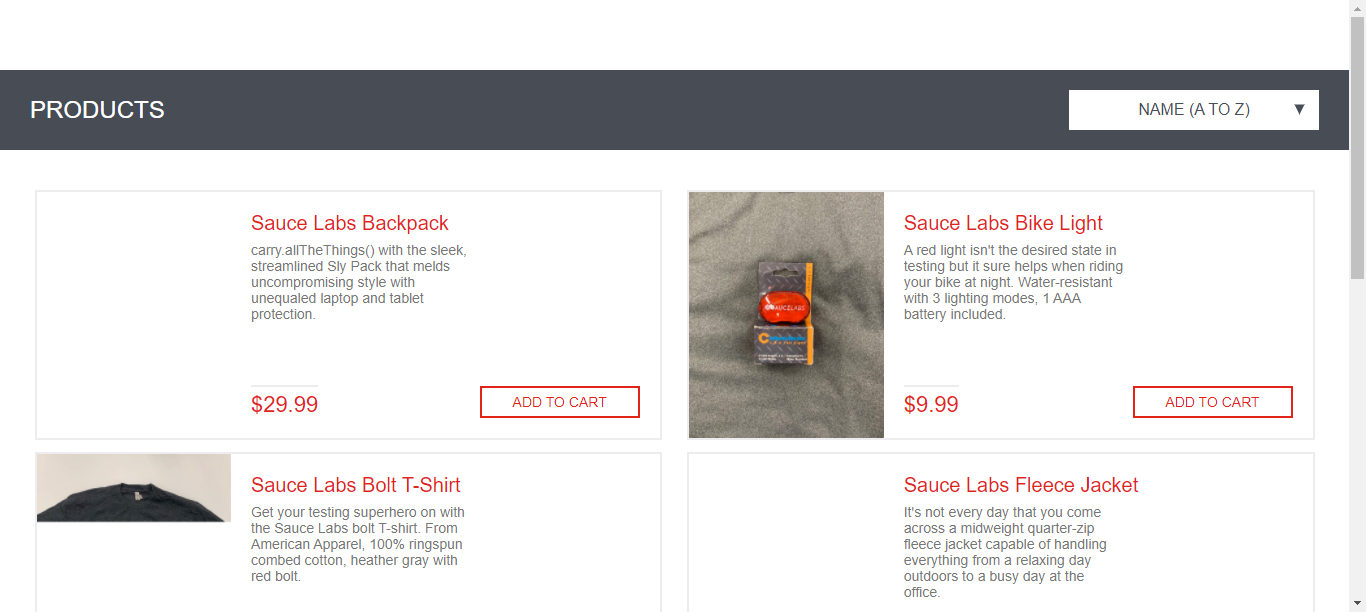 PRODUCTS
NAME (A TO Z)
Sauce Labs Backpack
carry.allTheThings() with the sleek,
streamlined Sly Pack that melds
uncompromising style with
unequaled laptop and tablet
protection.
$29.99
ADD TO CART
Sauce Labs Bike Light
A red light isn't the desired state in
testing but it sure helps when riding
your bike at night. Water-resistant
with 3 lighting modes, 1 AAA
battery included.
$9.99
ADD TO CART
Sauce Labs Bolt T-Shirt
Get your testing superhero on with
the Sauce Labs bolt T-shirt. From
American Apparel, 100% ringspun
combed cotton, heather gray with
red bolt.
Sauce Labs Fleece Jacket
It's not every day that you come
across a midweight quarter-zip
fleece jacket capable of handling
everything from a relaxing day
outdoors to a busy day at the
office.